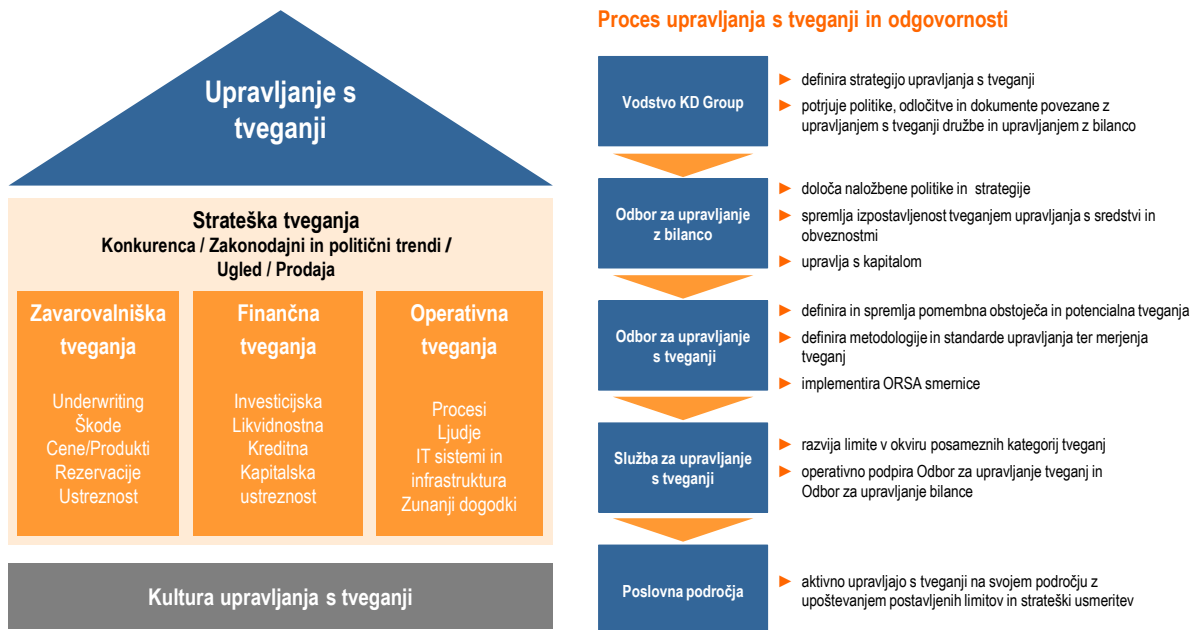 Upravljanje s
tveganji
Strateška tveganja
Konkurenca / Zakonodajni in politični trendi /
Ugled / Prodaja
Zavarovalniška
tveganja
Underwriting
Škode
Cene/Produkti
Rezervacije
Ustreznost
Finančna
tveganja
Investicijska
Likvidnostna
Kreditna
Kapitalska
ustreznost
Operativna
tveganja
Procesi
Ljudje
IT sistemi in
infrastruktura
Zunanji dogodki
Kultura upravljanja s tveganji
Proces upravljanja s tveganji in odgovornosti
Vodstvo KD Group
definira strategijo upravljanja s tveganji
potrjuje politike, odločitve in dokumente povezane z
upravljanjem s tveganji družbe in upravljanjem z bilanco
Odbor za upravljanje
z bilanco
določa naložbene politike in strategije
spremlja izpostavljenost tveganjem upravljanja s sredstvi in
obveznostmi
upravlja s kapitalom
Odbor za upravljanje
s tveganji
definira in spremlja pomembna obstoječa in potencialna tveganja
definira metodologije in standarde upravljanja ter merjenja
tveganj
implementira ORSA smernice
Služba za upravljanje
s tveganji
razvija limite v okviru posameznih kategorij tveganj
operativno podpira Odbor za upravljanje tveganj in
Odbor za upravljanje bilance
Poslovna področja
aktivno upravljajo s tveganji na svojem področju z
upoštevanjem postavljenih limitov in strateški usmeritev